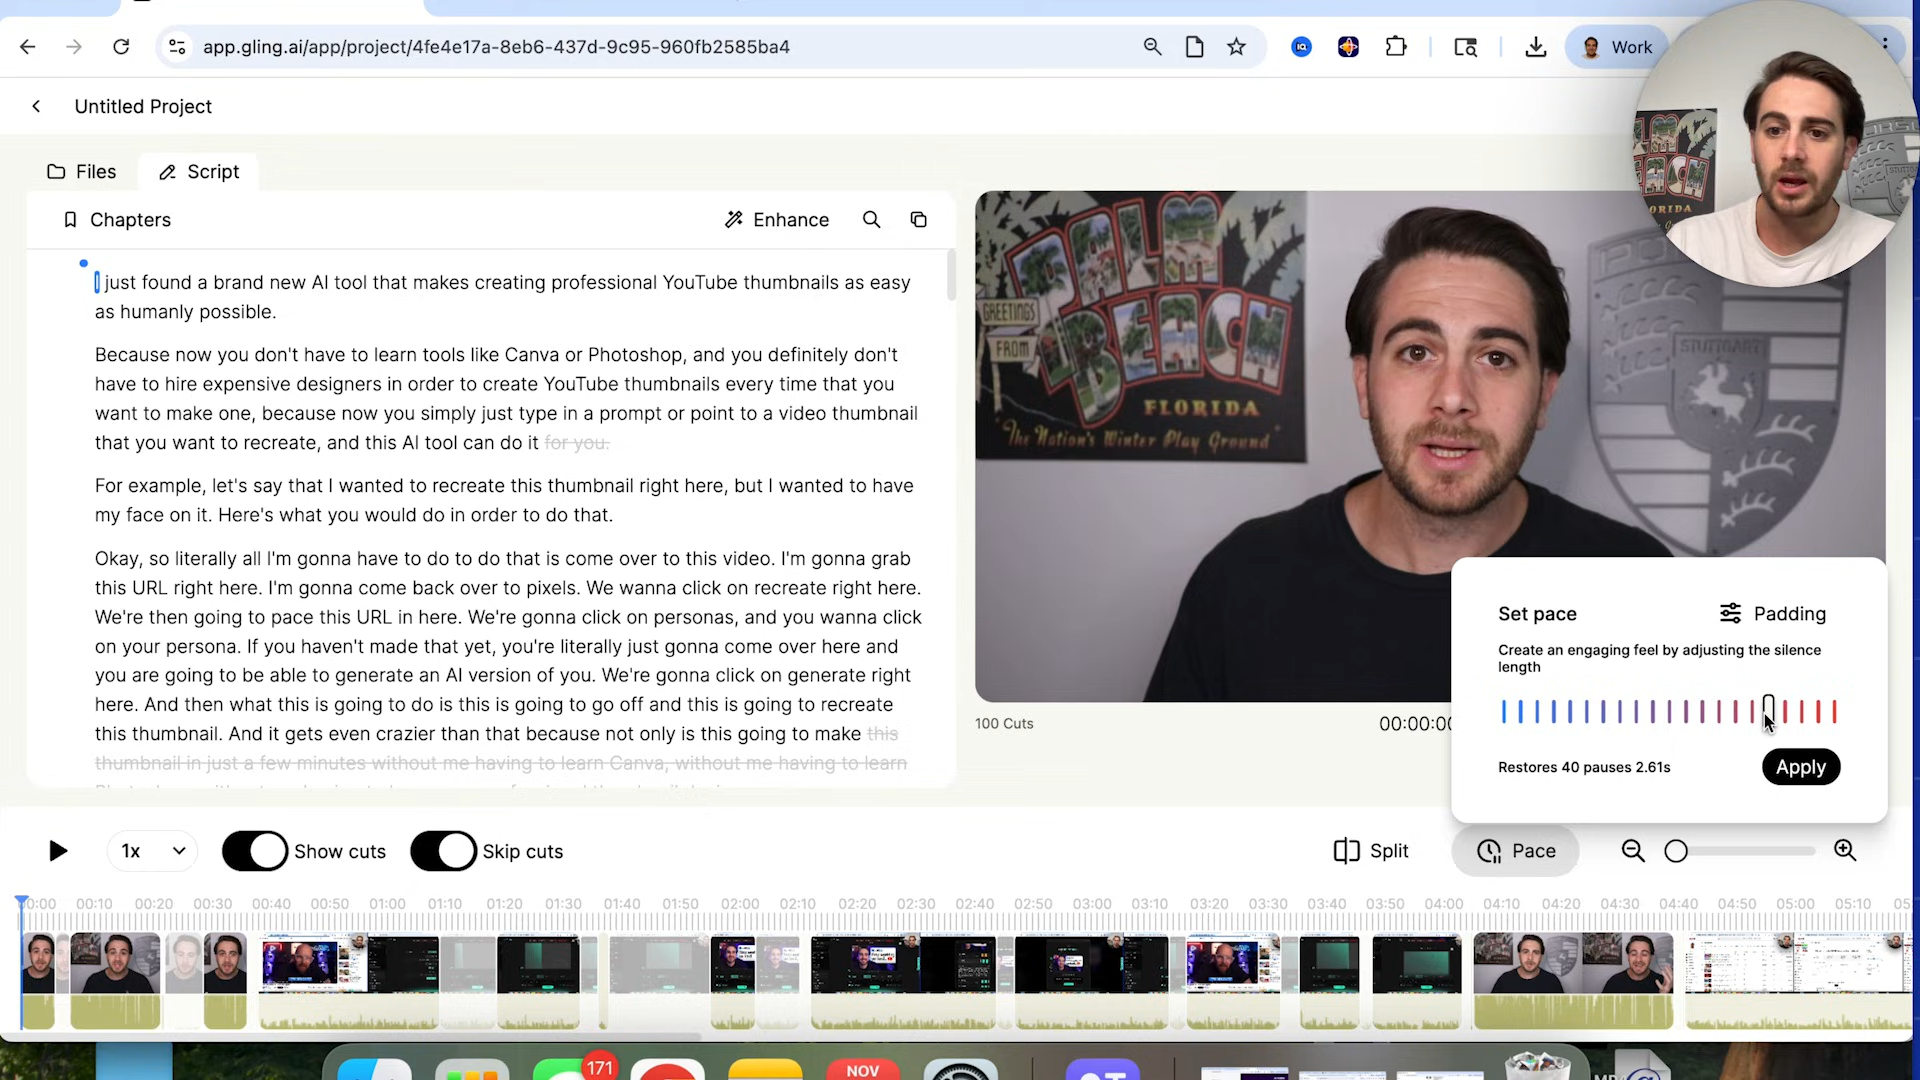 app.gling.ai/app/project/4fe4e17a-8eb6-437d-9c95-960fb2585ba4
Work
Untitled Project
Files
Script
Chapters
Enhance
I just found a brand new AI tool that makes creating professional YouTube thumbnails as easy
as humanly possible.
Because now you don't have to learn tools like Canva or Photoshop, and you definitely don't
have to hire expensive designers in order to create YouTube thumbnails every time that you
want to make one, because now you simply just type in a prompt or point to a video thumbnail
that you want to recreate, and this AI tool can do it for you.
For example, let's say that I wanted to recreate this thumbnail right here, but I wanted to have
my face on it. Here's what you would do in order to do that.
Okay, so literally all I'm gonna have to do to do that is come over to this video. I'm gonna grab
this URL right here. I'm gonna come back over to pixels. We wanna click on recreate right here.
We're then going to pace this URL in here. We're gonna click on personas, and you wanna click
on your persona. If you haven't made that yet, you're literally just gonna come over here and
you are going to be able to generate an AI version of you. We're gonna click on generate right
here. And then what this is going to do is this is going to go off and this is going to recreate
this thumbnail. And it gets even crazier than that because not only is this going to make this
thumbnail in just a few minutes without me having to learn Canva, without me having to learn
GREETINGS
FROM
PALM
BEACH
FLORIDA
"The Nation's Winter Play Ground"
STUTTGART
PALM
BEACH
FLORIDA
100 Cuts
00:00:00
Set pace
Padding
Create an engaging feel by adjusting the silence
length
Restores 40 pauses 2.61s
Apply
1x
Show cuts
Skip cuts
Split
Pace
00:00 00:10 00:20 00:30 00:40 00:50 01:00 01:10 01:20 01:30 01:40 01:50 02:00 02:10 02:20 02:30 02:40 02:50 03:00 03:10 03:20 03:30 03:40 03:50 04:00 04:10 04:20 04:30 04:40 04:50 05:00 05:10 05
171
NOV